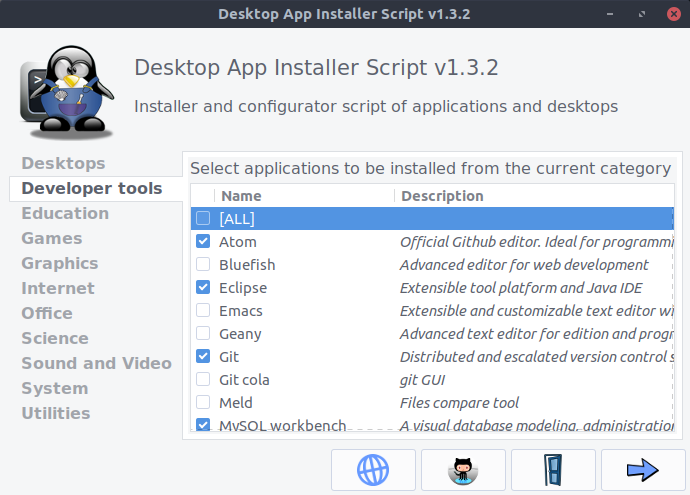 Desktop App Installer Script v1.3.2
Desktop App Installer Script v1.3.2
Installer and configurator script of applications and desktops
Desktops
Developer tools
Education
Games
Graphics
Internet
Office
Science
Sound and Video
System
Utilities
Select applications to be installed from the current category
Name Description
[ALL]
Atom Official Github editor. Ideal for programmi
Bluefish Advanced editor for web development
Eclipse Extensible tool platform and Java IDE
Emacs Extensible and customizable text editor wi
Geany Advanced text editor for edition and progr
Git Distributed and escalated version control s
Git cola git GUI
Meld Files compare tool
MySQL workbench A visual database modeling, administration